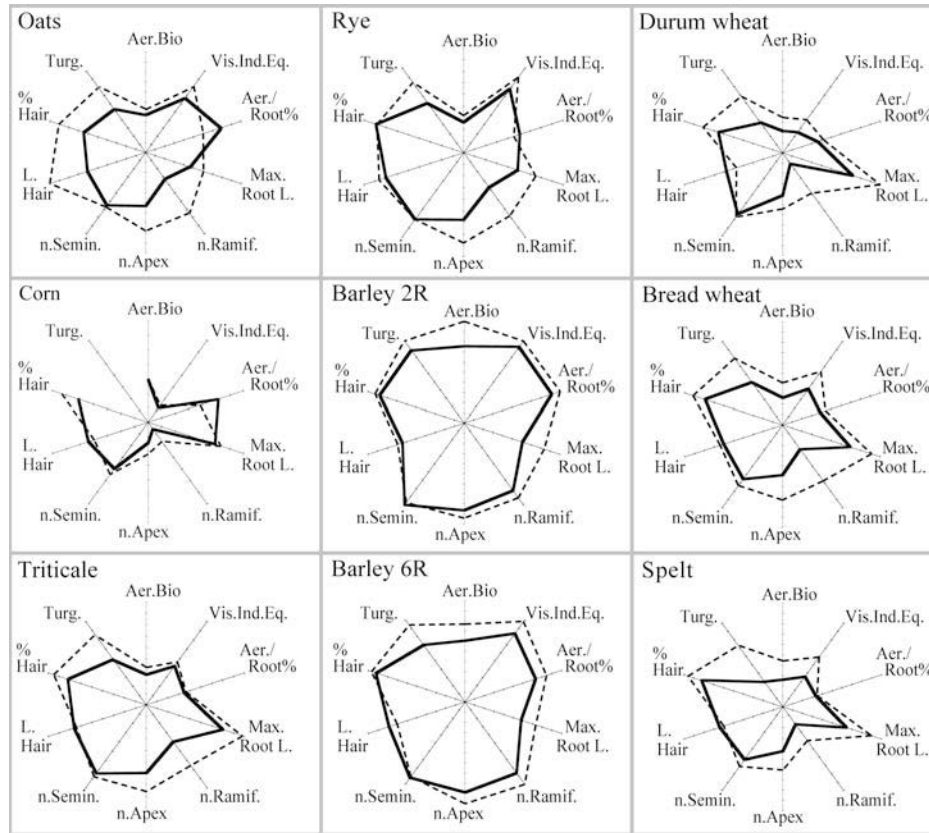 Oats
Aer.Bio
Turg.
Vis.Ind.Eq.
%
Hair
Aer./
Root%
L.
Hair
Max.
Root L.
n.Semin.
n.Ramif.
n.Apex
Rye
Aer.Bio
Turg.
Vis.Ind.Eq.
%
Hair
Aer./
Root%
L.
Hair
Max.
Root L.
n.Semin.
n.Ramif.
n.Apex
Durum wheat
Aer.Bio
Turg.
Vis.Ind.Eq.
%
Hair
Aer./
Root%
L.
Hair
Max.
Root L.
n.Semin.
n.Ramif.
n.Apex
Corn
Aer.Bio
Turg.
Vis.Ind.Eq.
%
Hair
Aer./
Root%
L.
Hair
Max.
Root L.
n.Semin.
n.Ramif.
n.Apex
Barley 2R
Aer.Bio
Turg.
Vis.Ind.Eq.
%
Hair
Aer./
Root%
L.
Hair
Max.
Root L.
n.Semin.
n.Ramif.
n.Apex
Bread wheat
Aer.Bio
Turg.
Vis.Ind.Eq.
%
Hair
Aer./
Root%
L.
Hair
Max.
Root L.
n.Semin.
n.Ramif.
n.Apex
Triticale
Aer.Bio
Turg.
Vis.Ind.Eq.
%
Hair
Aer./
Root%
L.
Hair
Max.
Root L.
n.Semin.
n.Ramif.
n.Apex
Barley 6R
Aer.Bio
Turg.
Vis.Ind.Eq.
%
Hair
Aer./
Root%
L.
Hair
Max.
Root L.
n.Semin.
n.Ramif.
n.Apex
Spelt
Aer.Bio
Turg.
Vis.Ind.Eq.
%
Hair
Aer./
Root%
L.
Hair
Max.
Root L.
n.Semin.
n.Ramif.
n.Apex